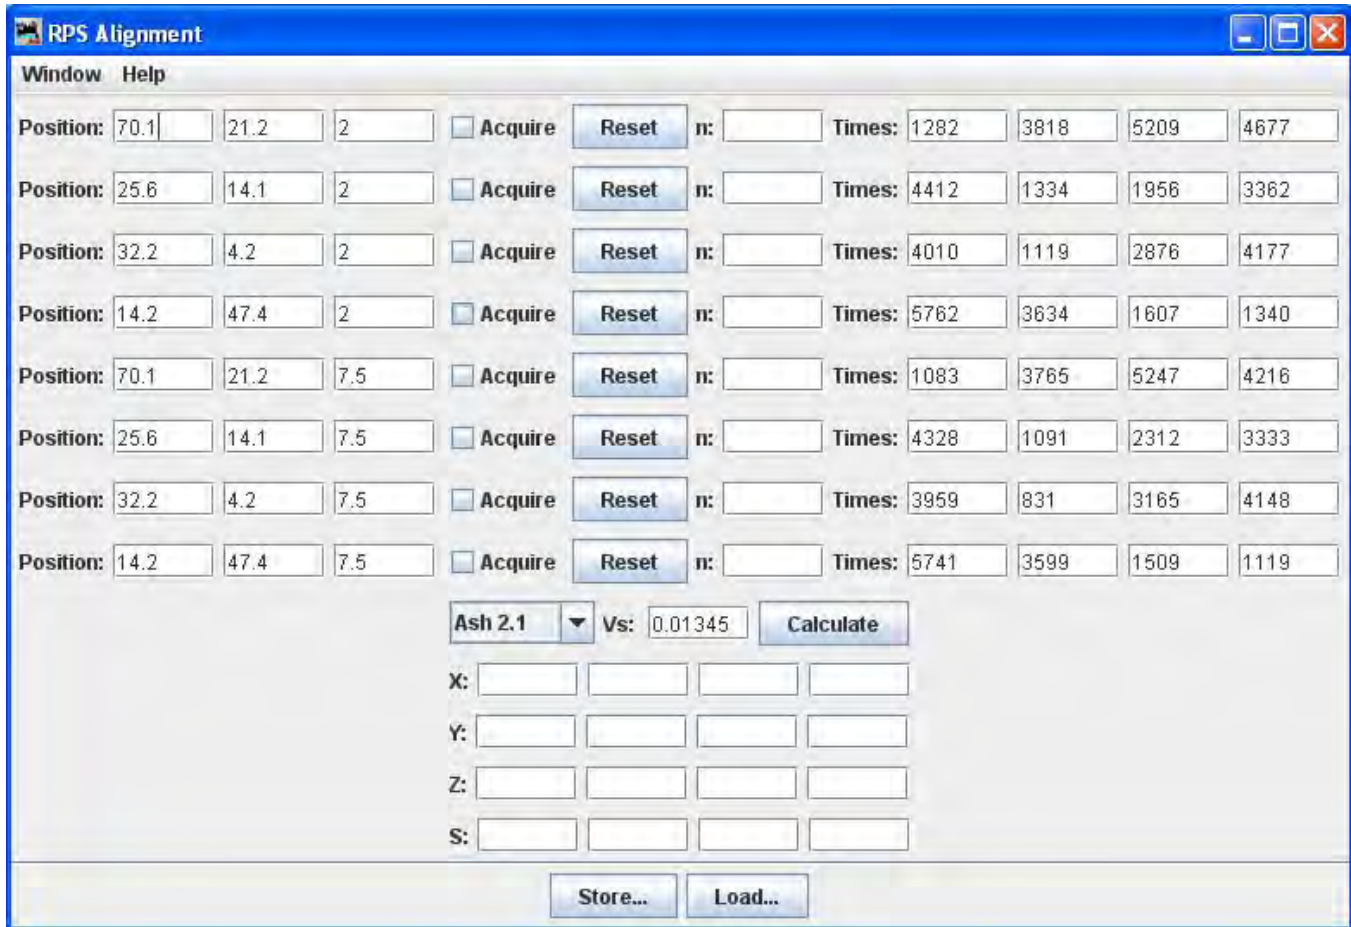 RPS Alignment
Window Help
Position: 70.1 21.2 2 Acquire Reset n: Times: 1282 3818 5209 4677
Position: 25.6 14.1 2 Acquire Reset n: Times: 4412 1334 1956 3362
Position: 32.2 4.2 2 Acquire Reset n: Times: 4010 1119 2876 4177
Position: 14.2 47.4 2 Acquire Reset n: Times: 5762 3634 1607 1340
Position: 70.1 21.2 7.5 Acquire Reset n: Times: 1083 3765 5247 4216
Position: 25.6 14.1 7.5 Acquire Reset n: Times: 4328 1091 2312 3333
Position: 32.2 4.2 7.5 Acquire Reset n: Times: 3959 831 3165 4148
Position: 14.2 47.4 7.5 Acquire Reset n: Times: 5741 3599 1509 1119
Ash 2.1 Vs: 0.01345 Calculate
X:
Y:
Z:
S:
Store... Load...